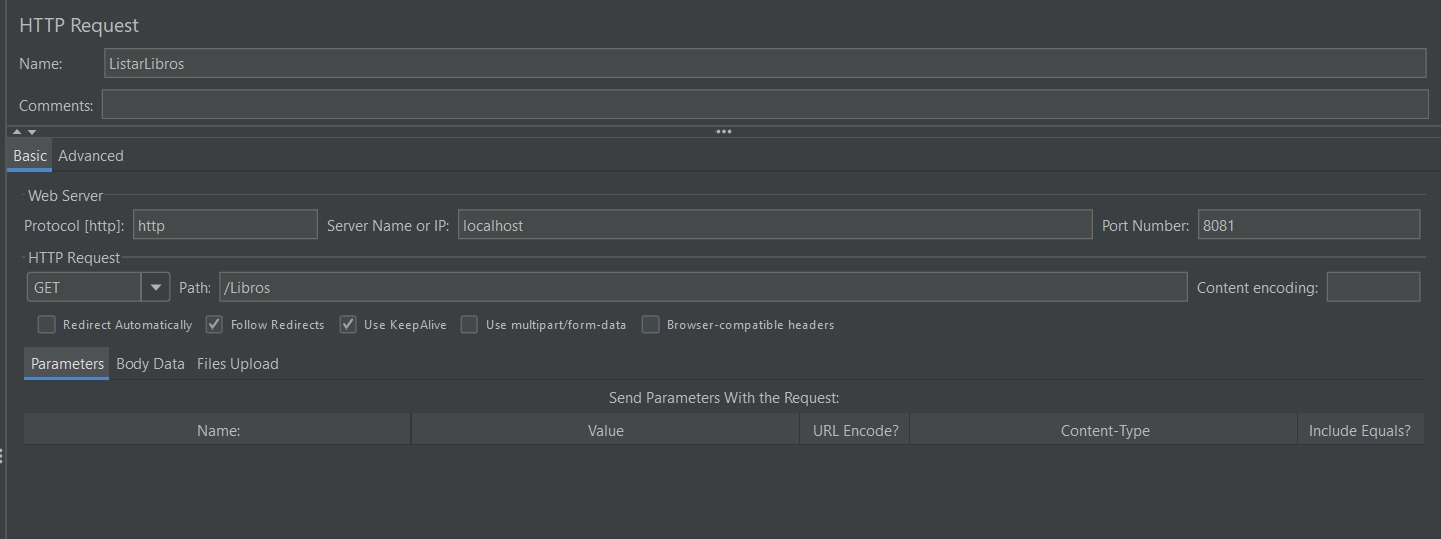 HTTP Request
Name: ListarLibros
Comments:
Basic Advanced
Web Server
Protocol [http]: http Server Name or IP: localhost Port Number: 8081
HTTP Request
GET Path: /Libros Content encoding:
Redirect Automatically Follow Redirects Use KeepAlive Use multipart/form-data Browser-compatible headers
Parameters Body Data Files Upload
Send Parameters With the Request:
Name: Value URL Encode? Content-Type Include Equals?